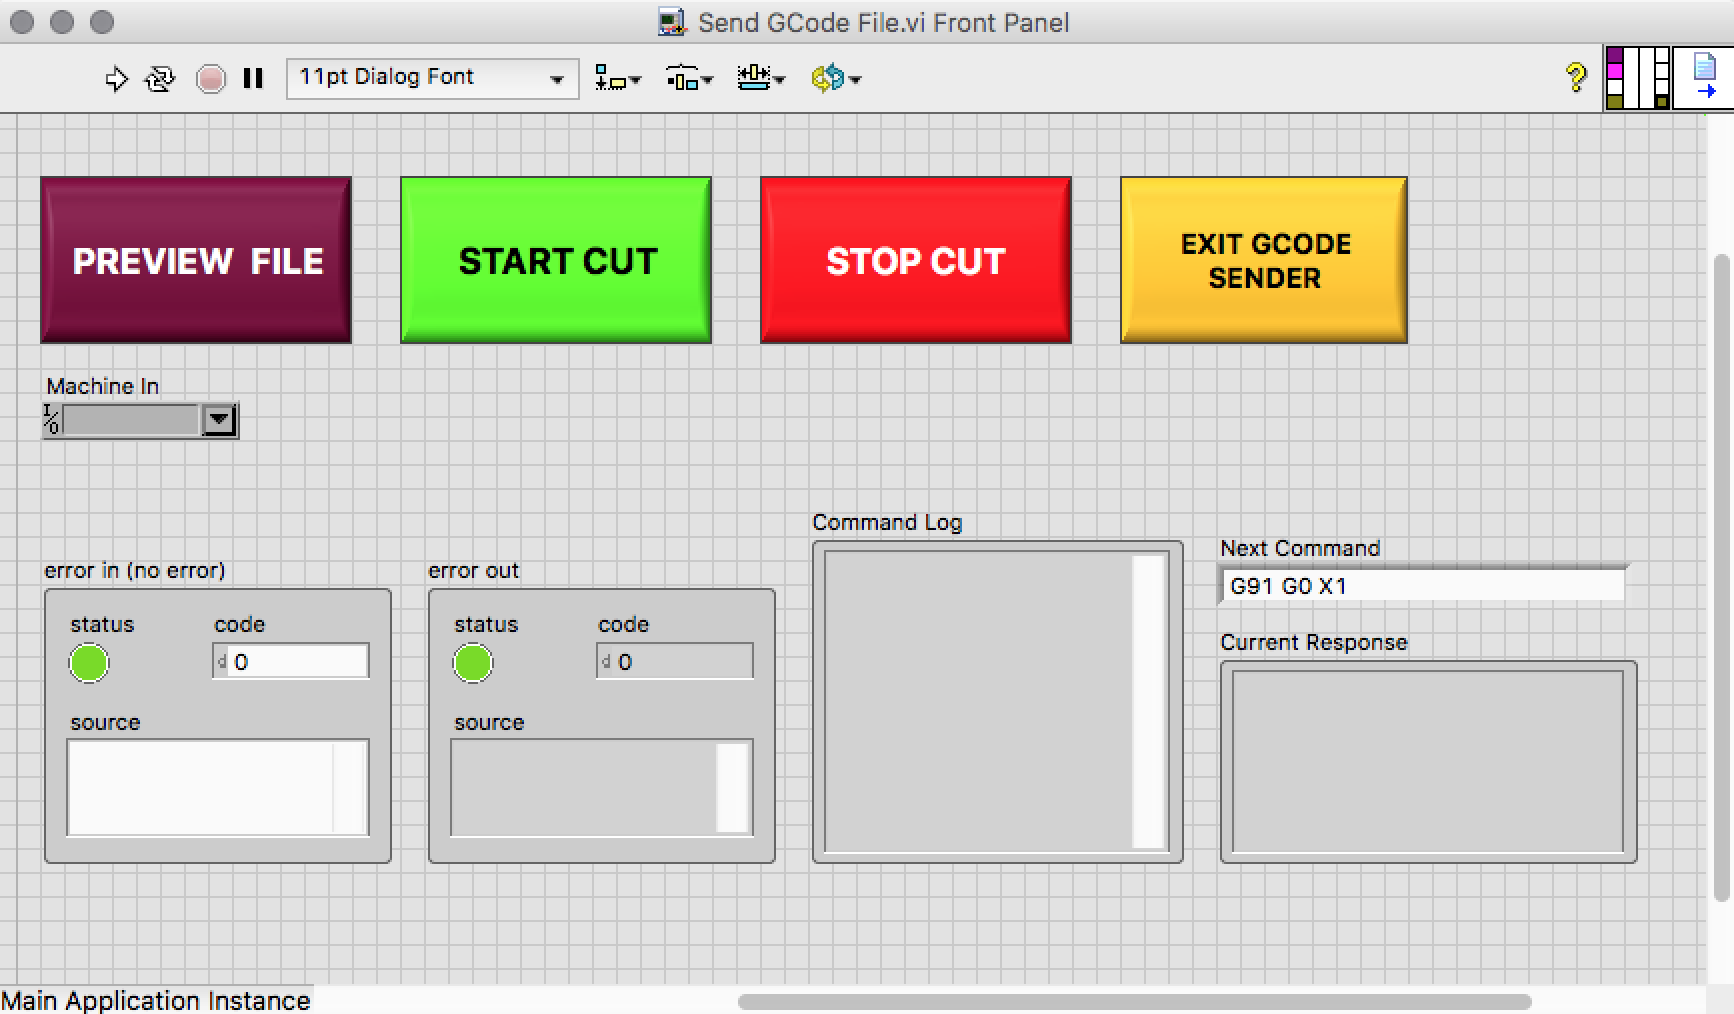 Send GCode File.vi Front Panel
11pt Dialog Font
?
PREVIEW FILE
START CUT
STOP CUT
EXIT GCODE
SENDER
Machine In
I/O
Command Log
Next Command
G91 G0 X1
error in (no error)
error out
status
code
d 0
status
code
d 0
Current Response
source
source
Main Application Instance